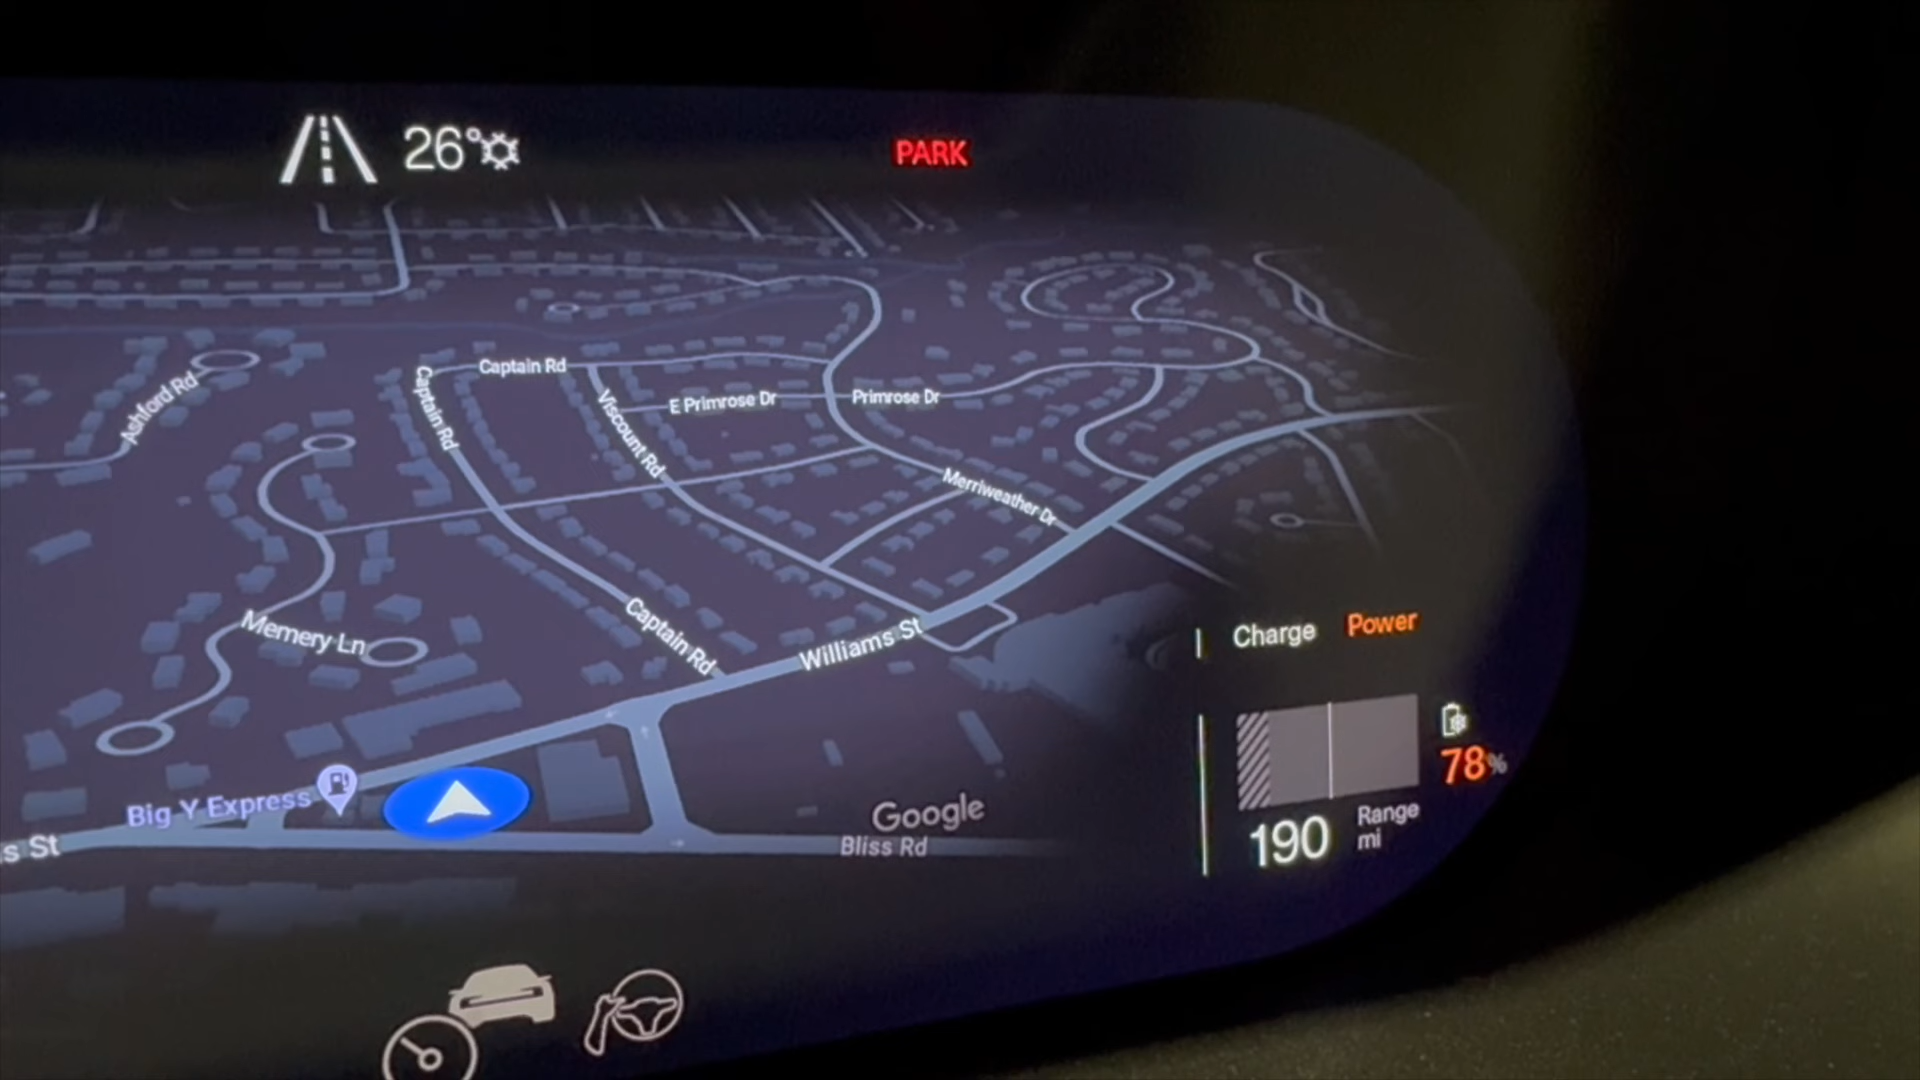 26°
PARK
Captain Rd
Captain Rd
Ashford Rd
Viscount Rd
E Primrose Dr
Primrose Dr
Merriweather Dr
Captain Rd
Memery Ln
Williams St
Charge Power
78%
Big Y Express
Google
Range
190 mi
s St
Bliss Rd